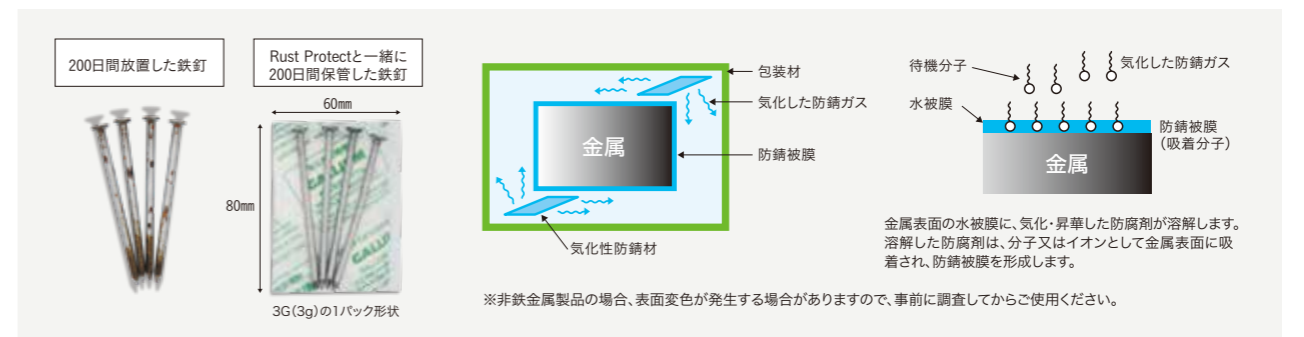 200日間放置した鉄釘
Rust Protectと一緒に
200日間保管した鉄釘
60mm
80mm
GALLIUM
GALLI
3G(3g)の1パック形状
包装材
気化した防錆ガス
金属
防錆被膜
気化性防錆材
待機分子
気化した防錆ガス
水被膜
防錆被膜
(吸着分子)
金属
金属表面の水被膜に、気化・昇華した防腐剤が溶解します。
溶解した防腐剤は、分子又はイオンとして金属表面に吸
着され、防錆被膜を形成します。
※非鉄金属製品の場合、表面変色が発生する場合がありますので、事前に調査してからご使用ください。